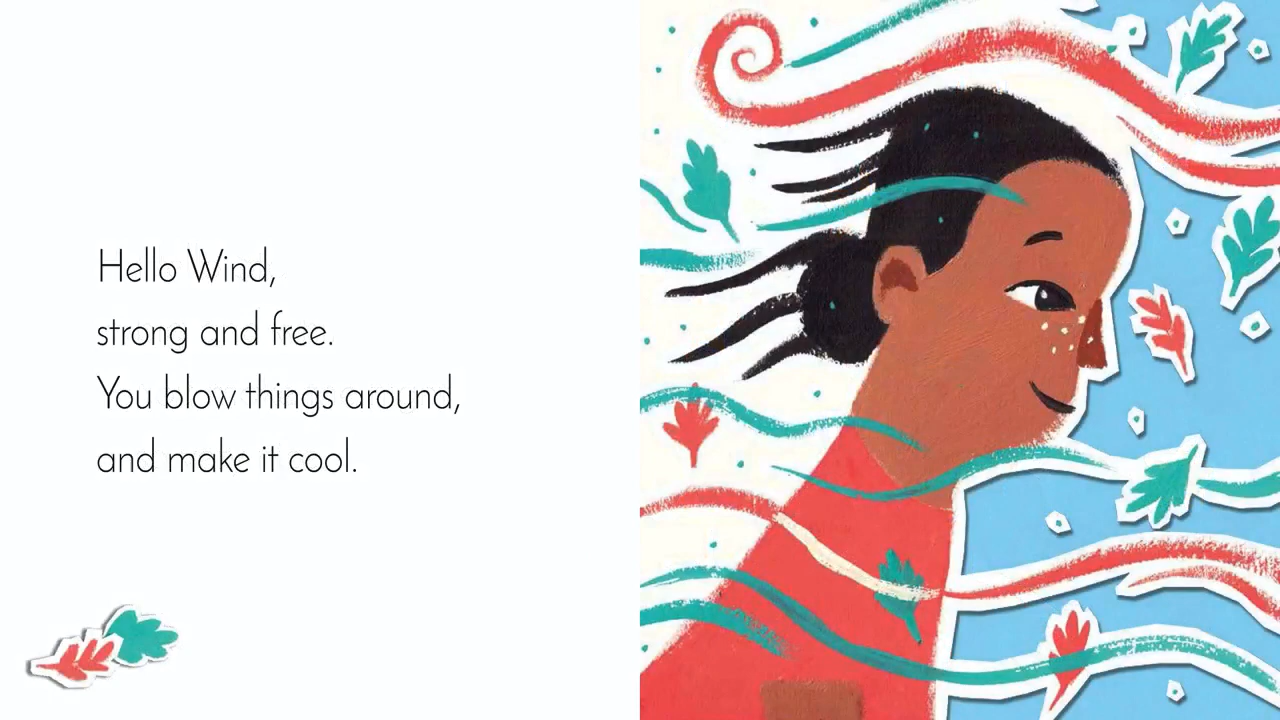 Hello Wind,
strong and free.
You blow things around,
and make it cool.